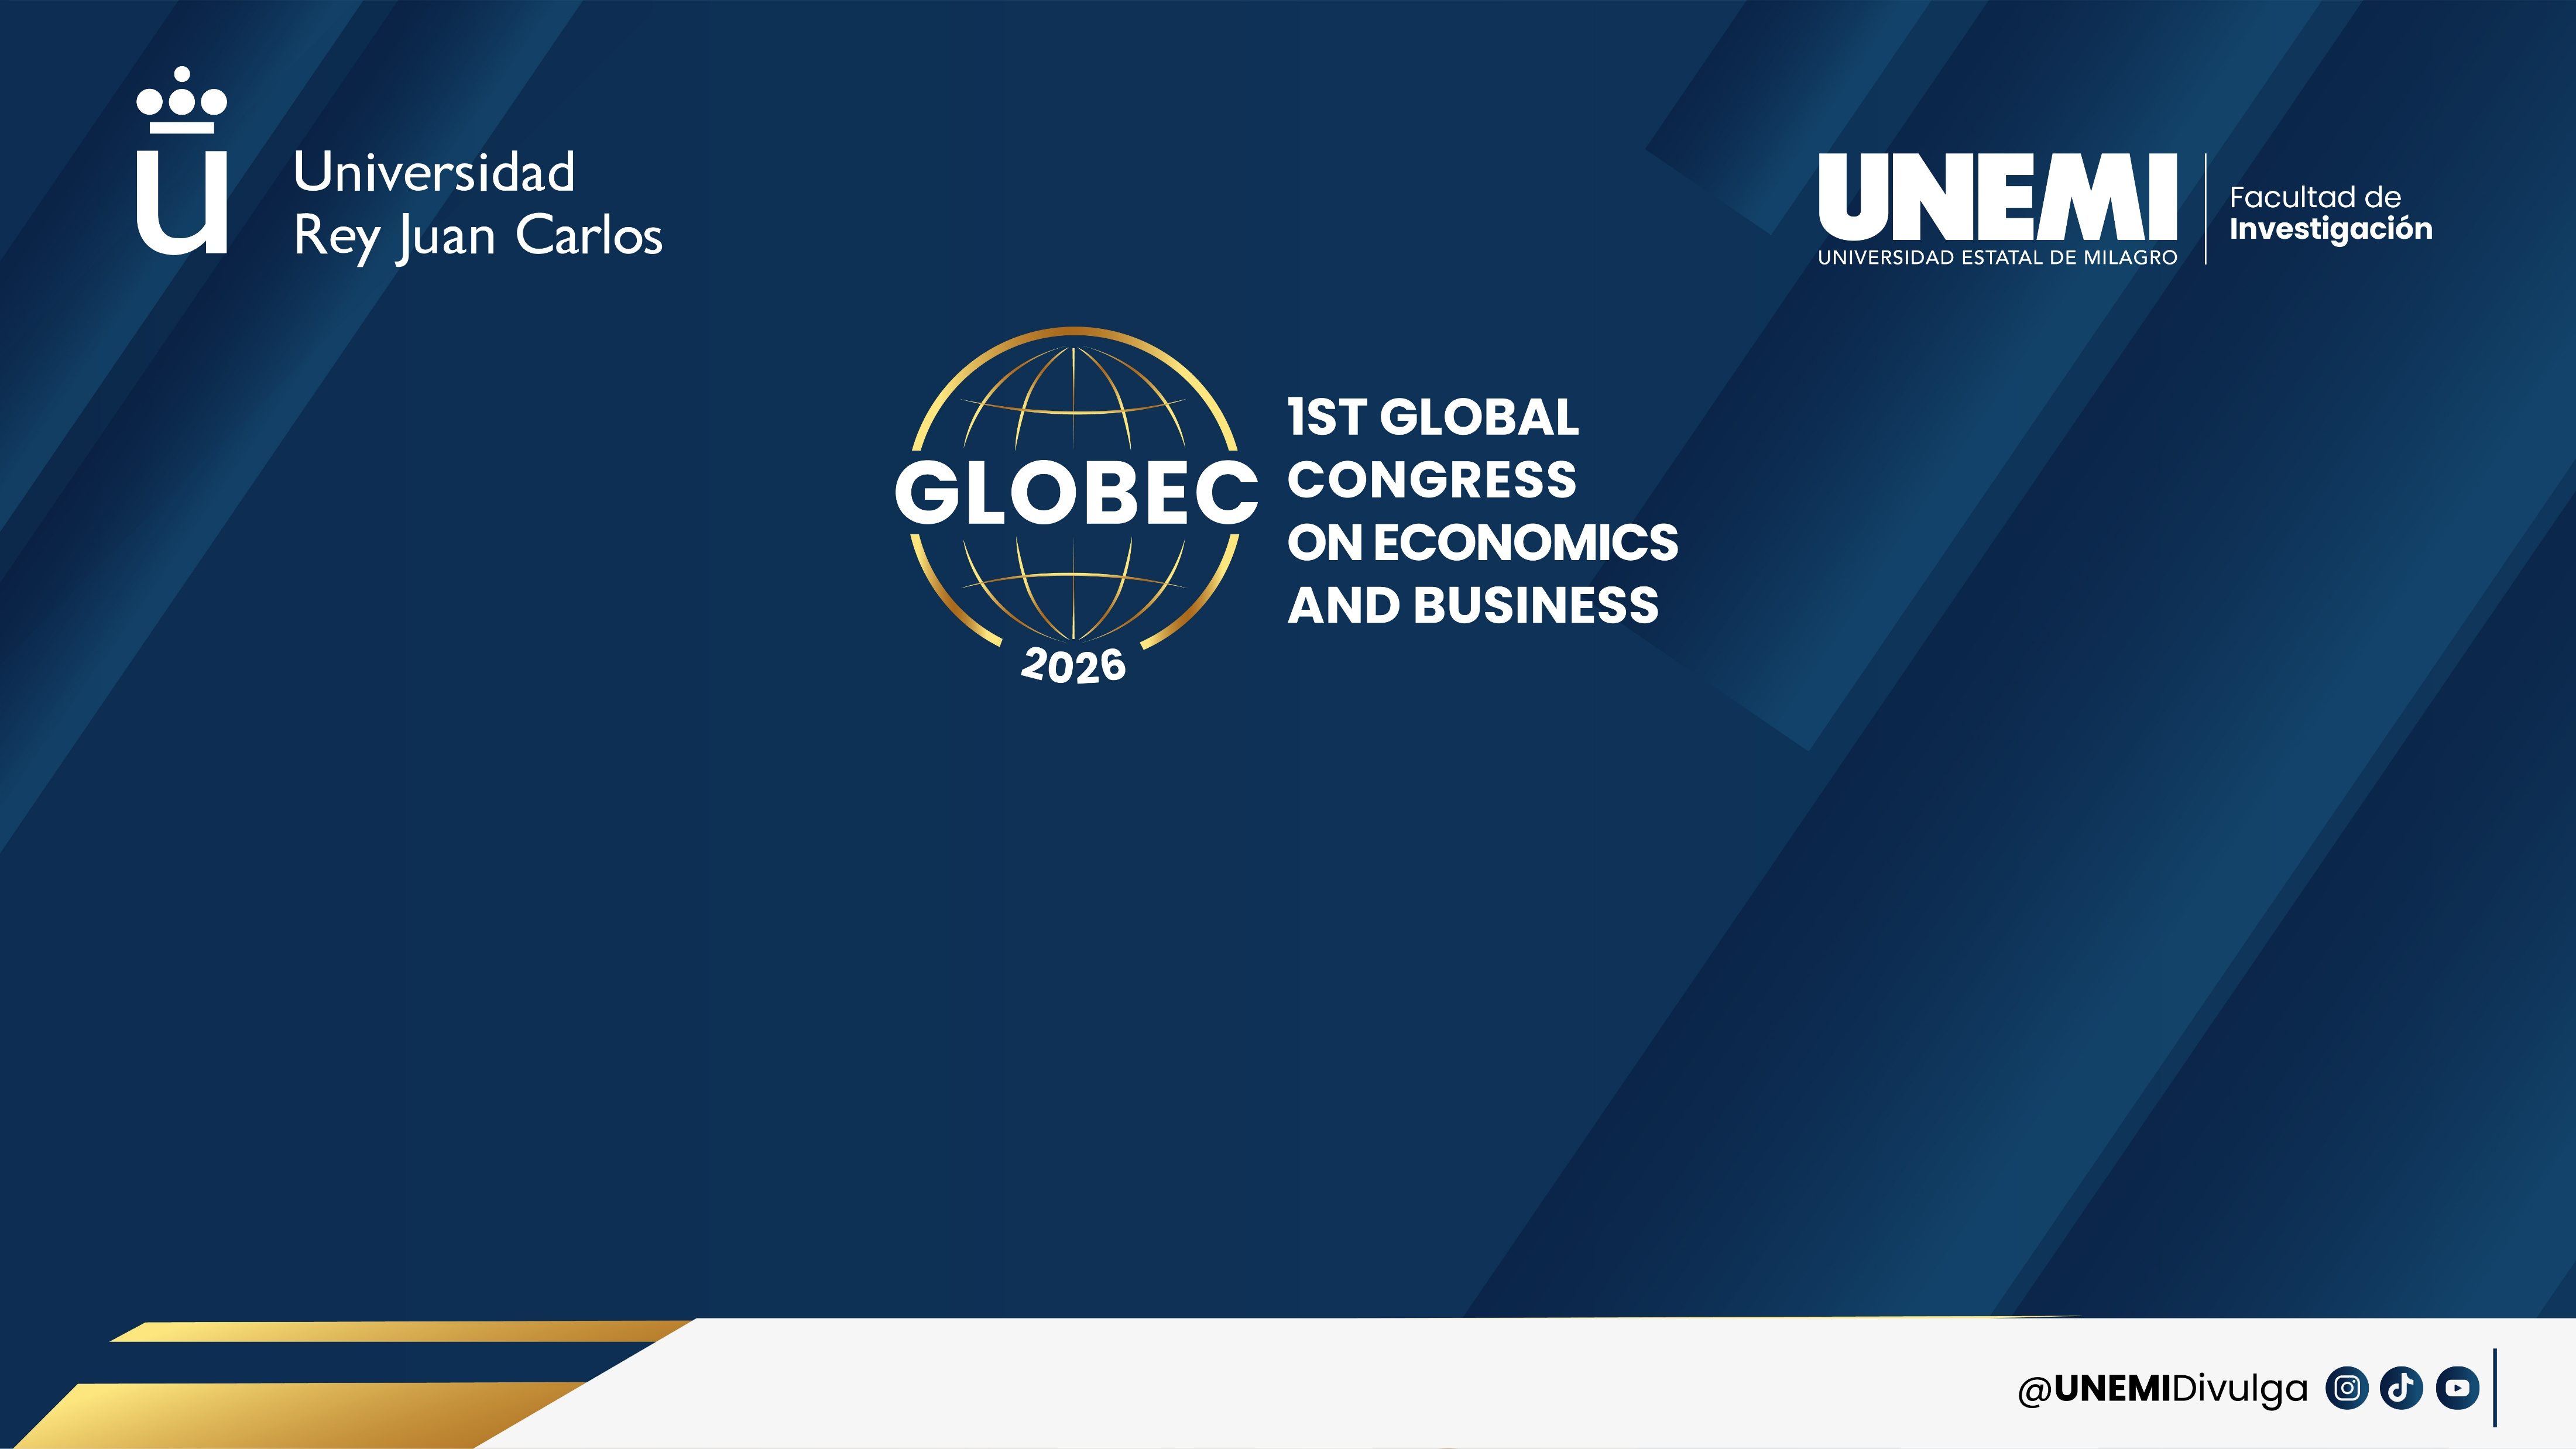 Universidad
Rey Juan Carlos
UNEMI
UNIVERSIDAD ESTATAL DE MILAGRO
Facultad de
Investigación
GLOBEC
2026
1ST GLOBAL
CONGRESS
ON ECONOMICS
AND BUSINESS
@UNEMIDivulga